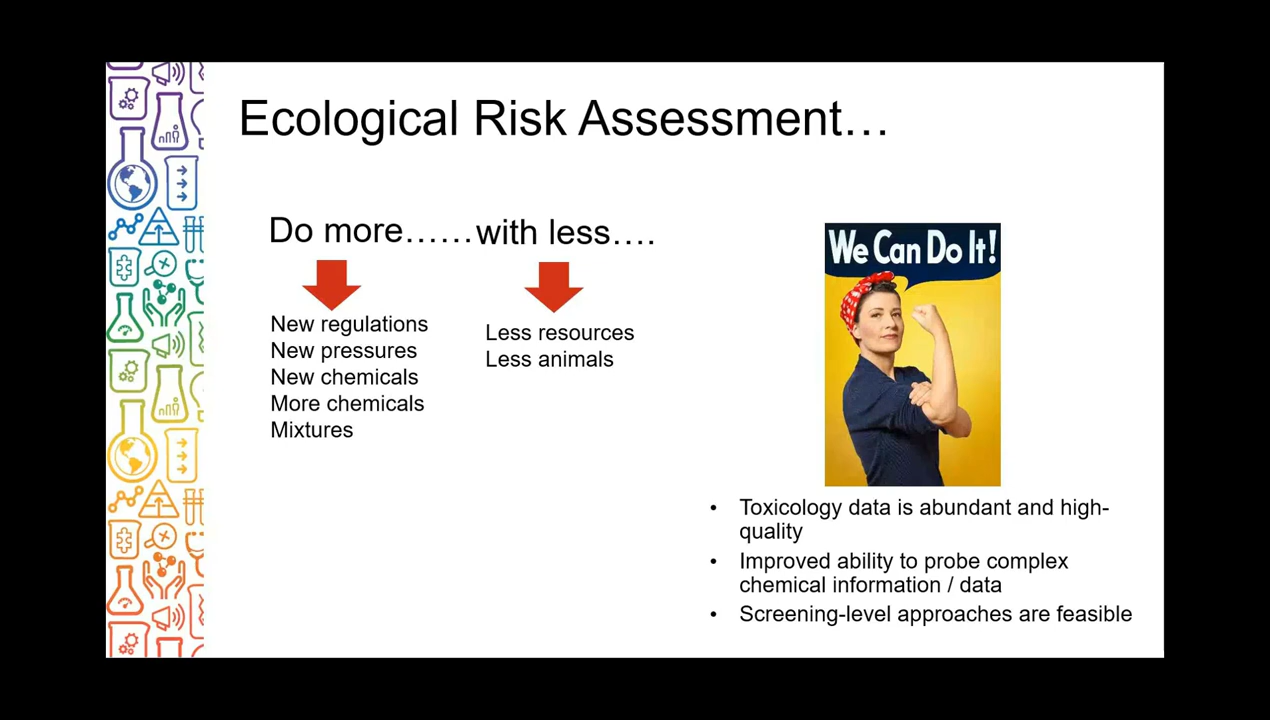 Ecological Risk Assessment…
Do more……with less….
New regulations
New pressures
New chemicals
More chemicals
Mixtures
Less resources
Less animals
We Can Do It!
• Toxicology data is abundant and high-
quality
• Improved ability to probe complex
chemical information / data
• Screening-level approaches are feasible